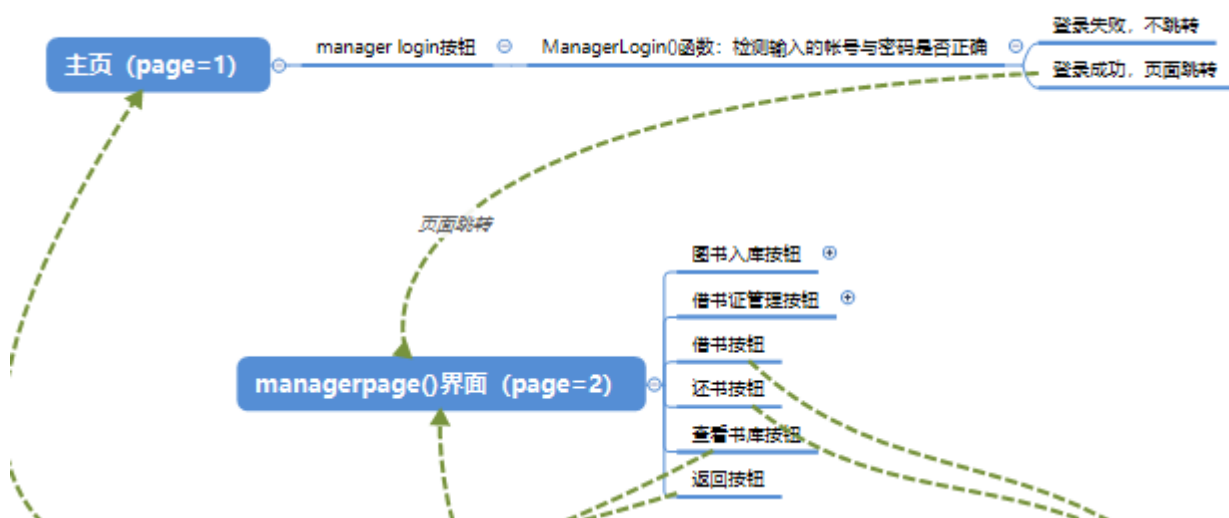 登录失败，不跳转
主页（page=1）
manager login按钮
ManagerLogin()函数：检测输入的帐号与密码是否正确
登录成功，页面跳转
页面跳转
图书入库按钮
借书证管理按钮
借书按钮
managerpage()界面（page=2）
还书按钮
查看书库按钮
返回按钮